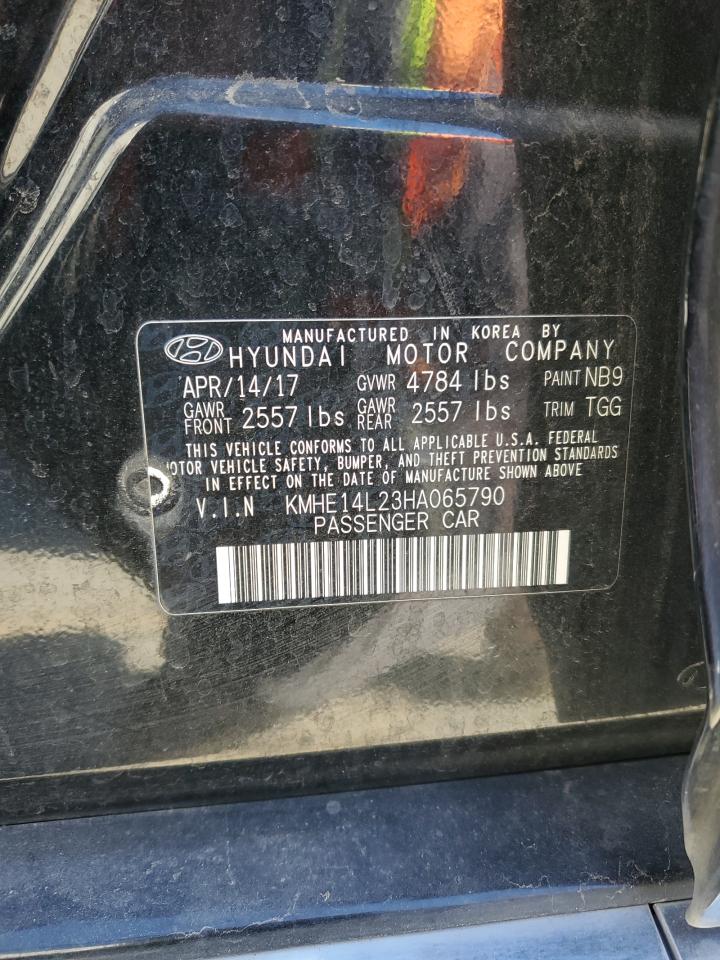 MANUFACTURED IN KOREA BY
HYUNDAI MOTOR COMPANY
APR/14/17 GVWR 4784 lbs PAINT NB9
GAWR FRONT 2557 lbs GAWR REAR 2557 lbs TRIM TGG
THIS VEHICLE CONFORMS TO ALL APPLICABLE U.S.A. FEDERAL
MOTOR VEHICLE SAFETY, BUMPER, AND THEFT PREVENTION STANDARDS
IN EFFECT ON THE DATE OF MANUFACTURE SHOWN ABOVE
V.I.N KMHE14L23HA065790
PASSENGER CAR